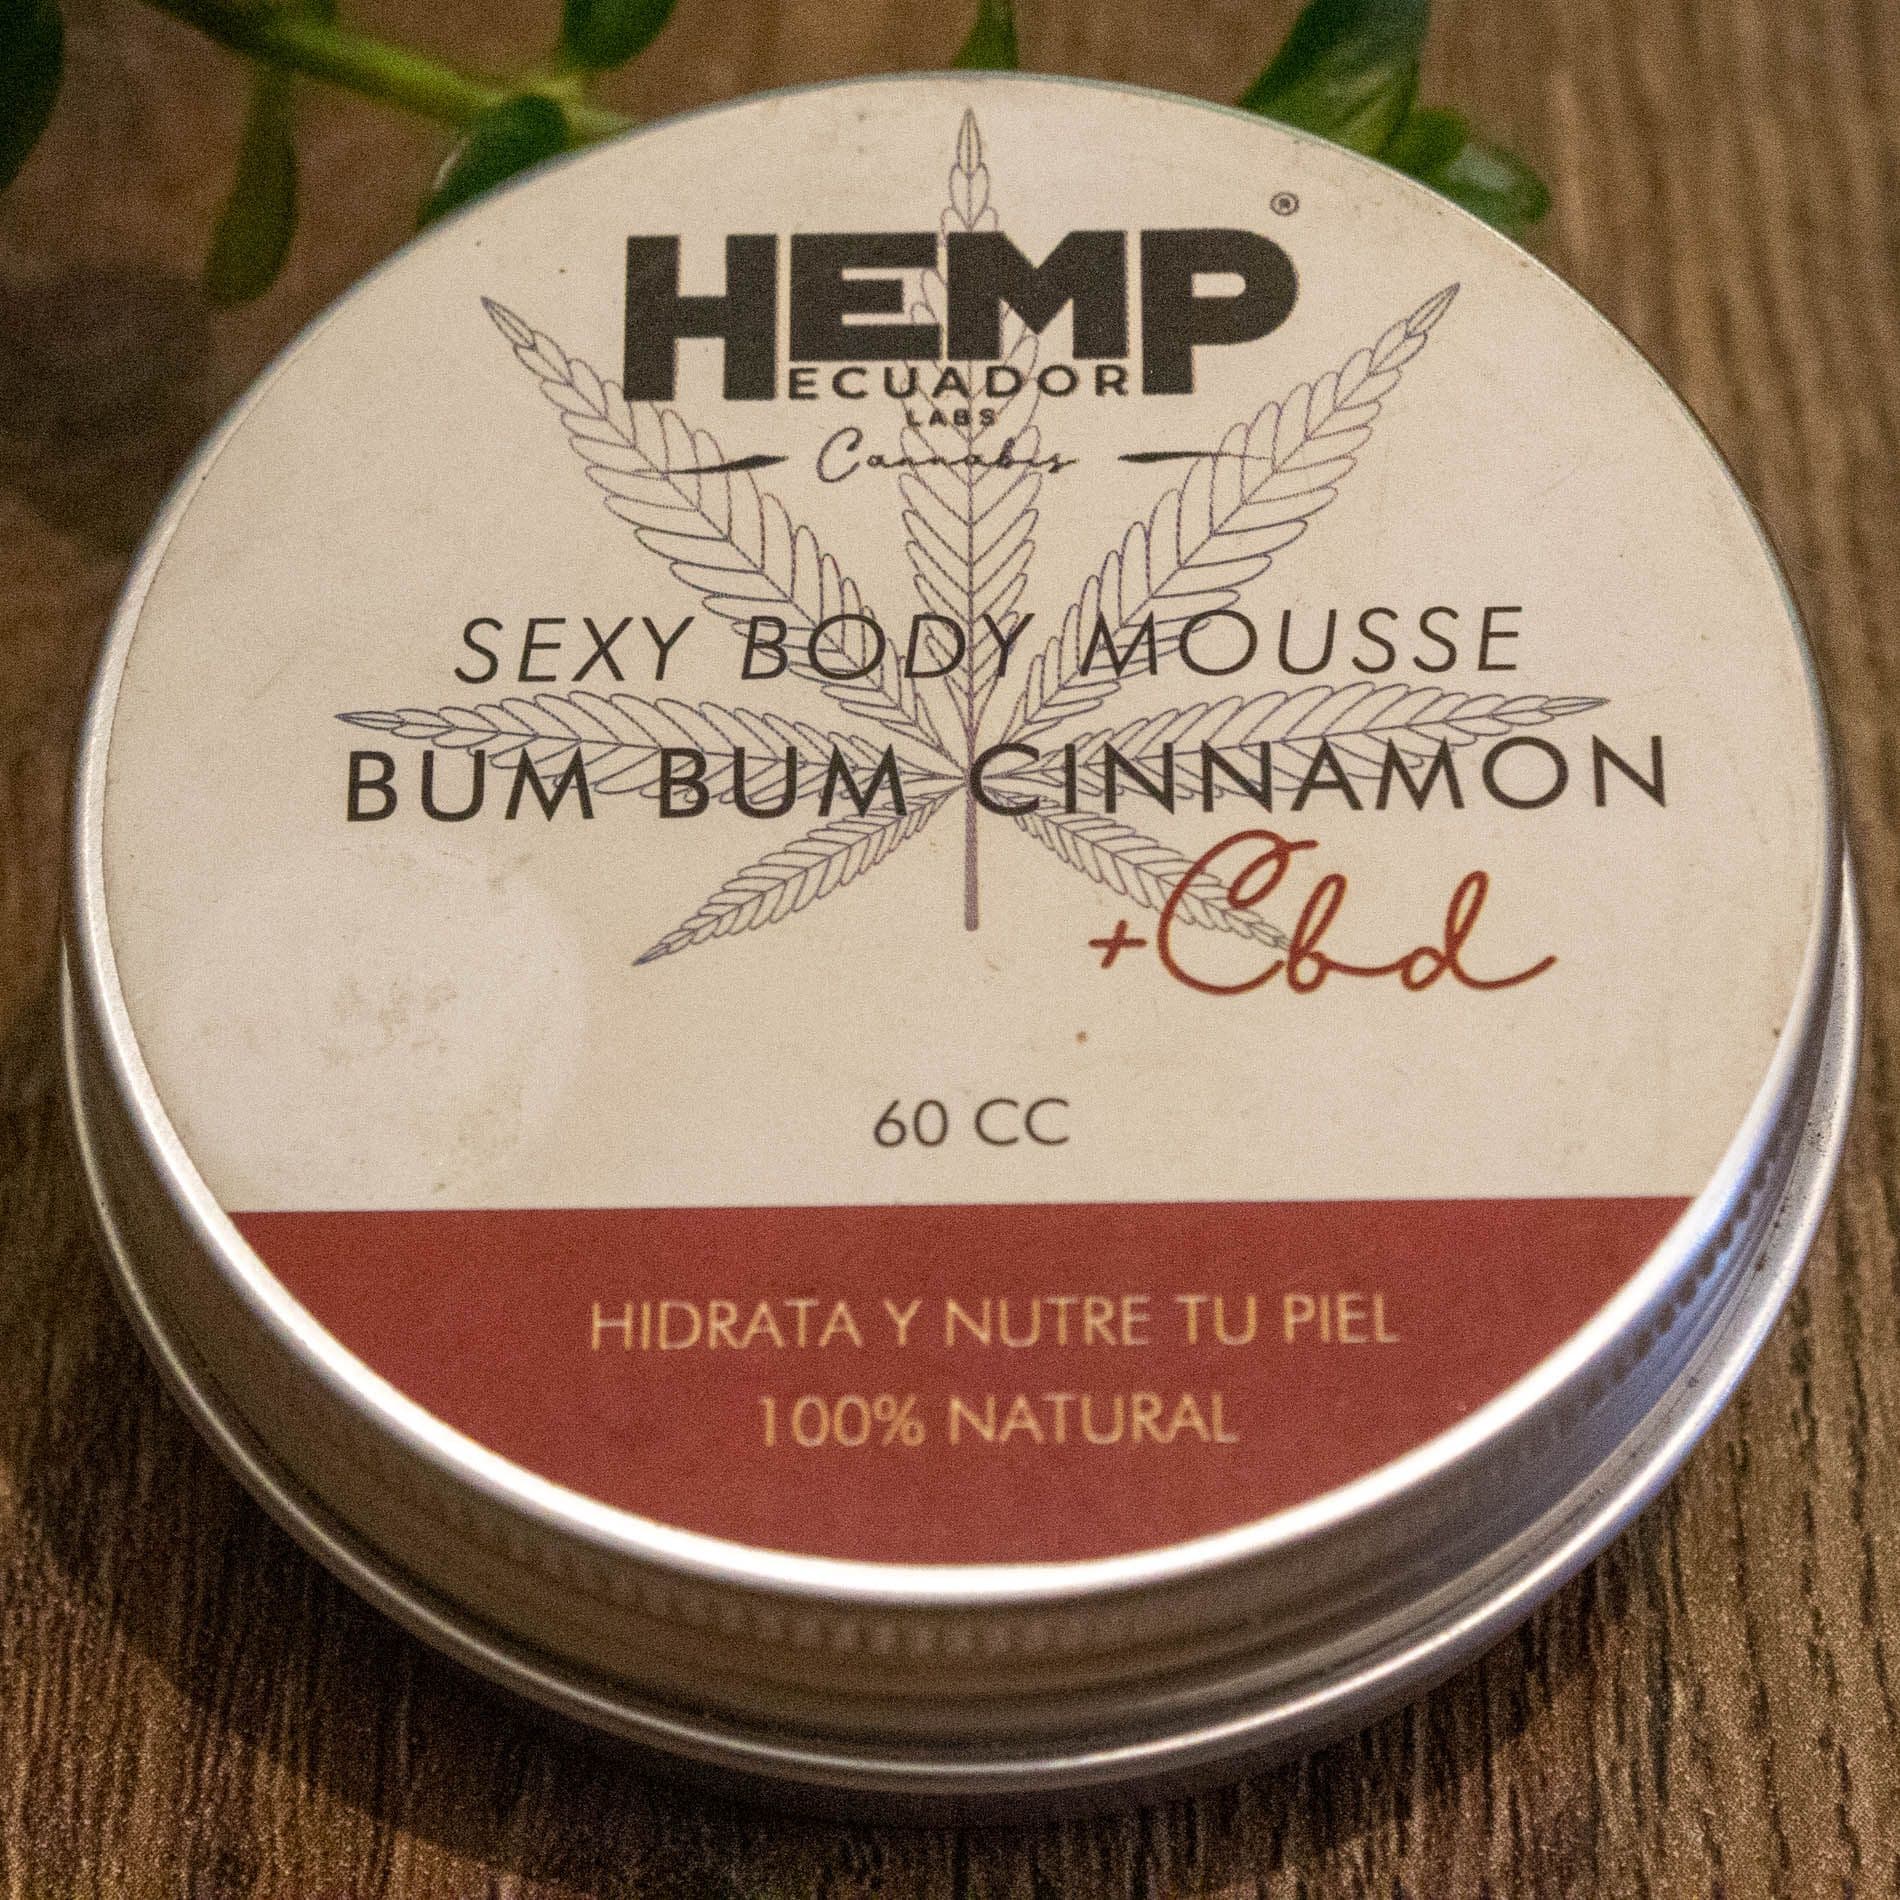 HEMP®
ECUADOR
LABS
Cannabis
SEXY BODY MOUSSE
BUM BUM CINNAMON
+Cbd
60 CC
HIDRATA Y NUTRE TU PIEL
100% NATURAL